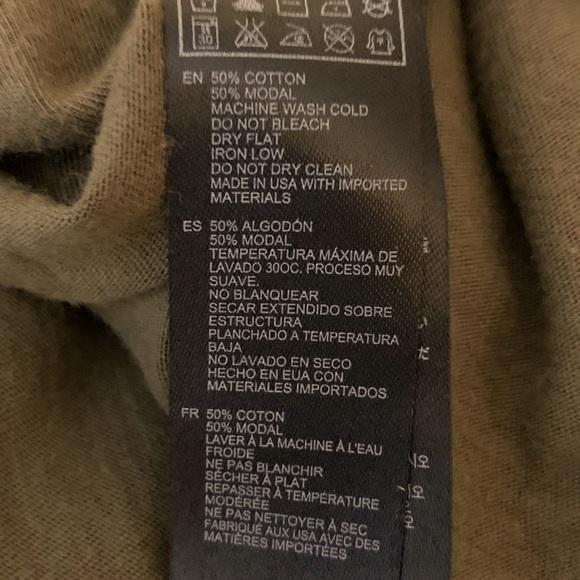 30
EN 50% COTTON
50% MODAL
MACHINE WASH COLD
DO NOT BLEACH
DRY FLAT
IRON LOW
DO NOT DRY CLEAN
MADE IN USA WITH IMPORTED
MATERIALS
ES 50% ALGODÓN
50% MODAL
TEMPERATURA MÁXIMA DE
LAVADO 30OC. PROCESO MUY
SUAVE.
NO BLANQUEAR
SECAR EXTENDIDO SOBRE
ESTRUCTURA
PLANCHADO A TEMPERATURA
BAJA
NO LAVADO EN SECO
HECHO EN EUA CON
MATERIALES IMPORTADOS
FR 50% COTON
50% MODAL
LAVER À LA MACHINE À L'EAU
FROIDE
NE PAS BLANCHIR
SÉCHER À PLAT
REPASSER À TEMPÉRATURE
MODÉRÉE
NE PAS NETTOYER À SEC
FABRIQUÉ AUX USA AVEC DES
MATIÈRES IMPORTÉES